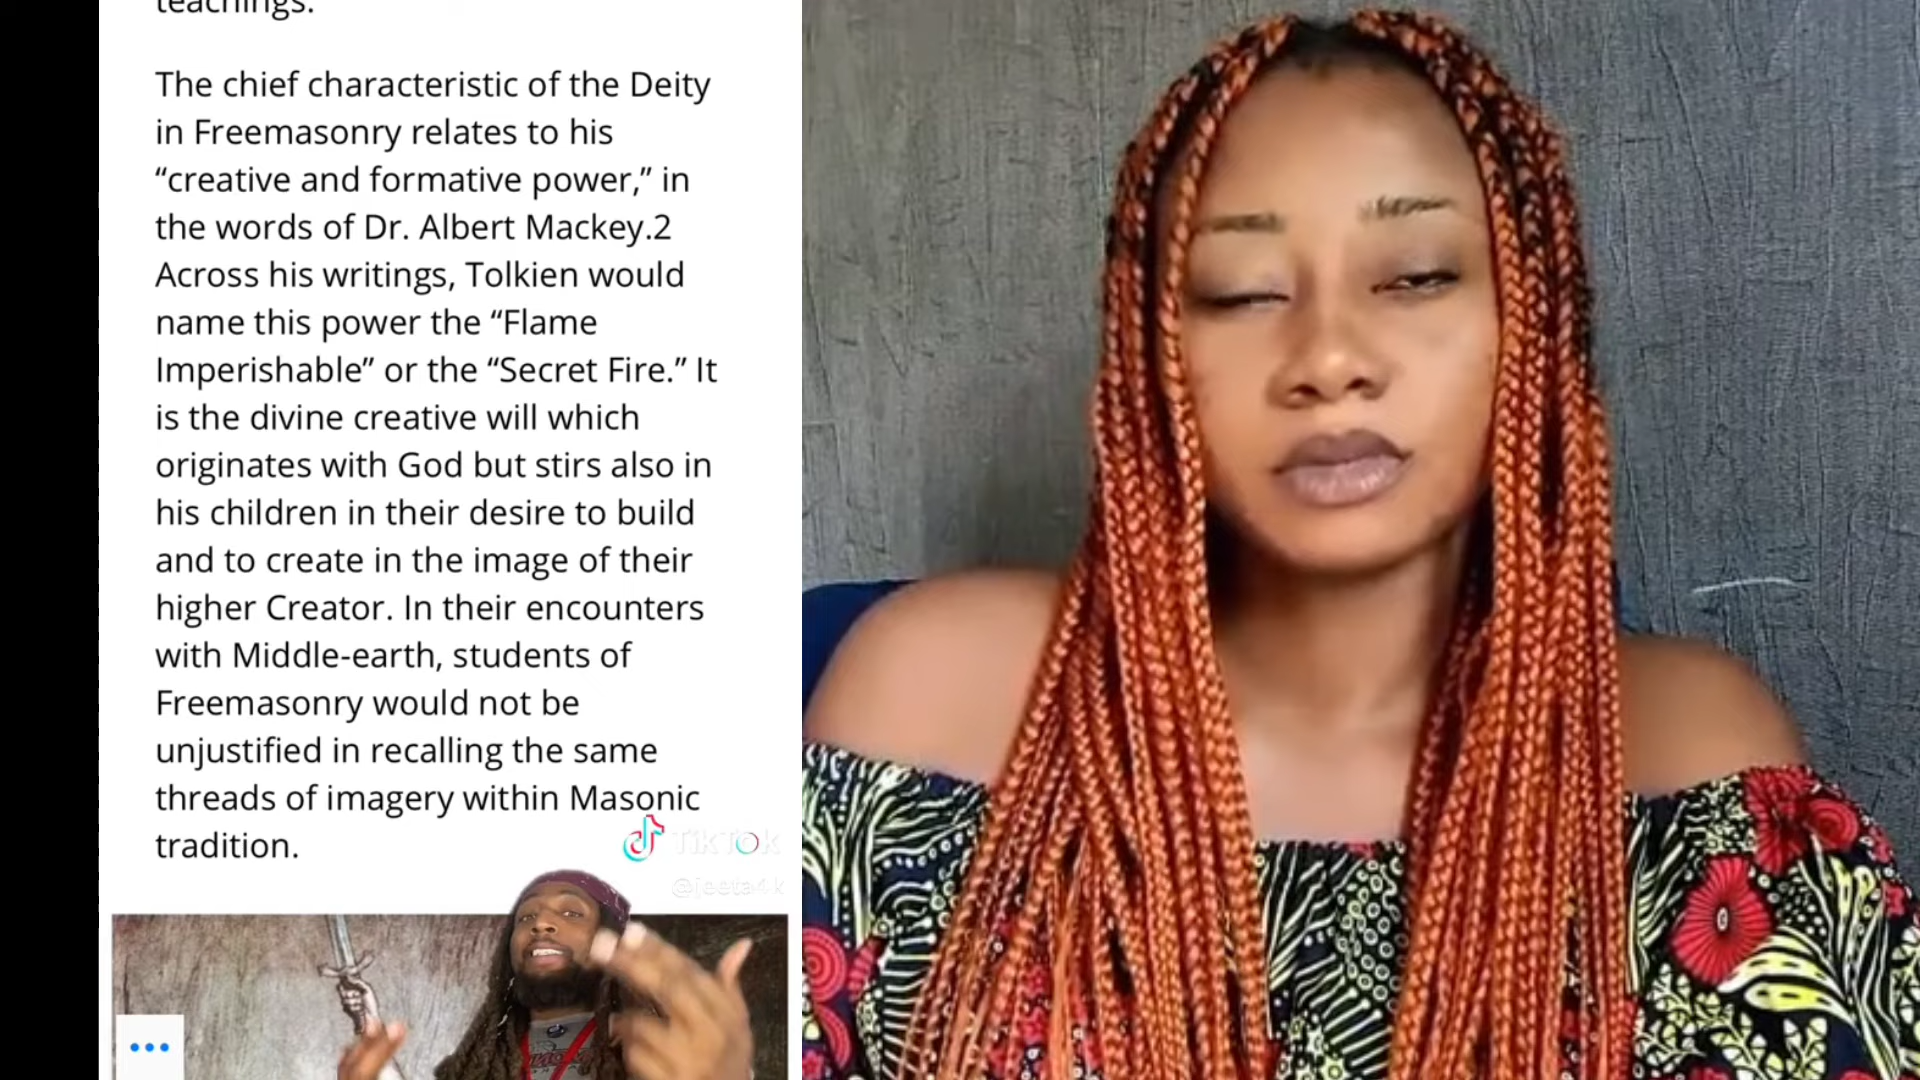 teachings.
The chief characteristic of the Deity
in Freemasonry relates to his
“creative and formative power,” in
the words of Dr. Albert Mackey.2
Across his writings, Tolkien would
name this power the “Flame
Imperishable” or the “Secret Fire.” It
is the divine creative will which
originates with God but stirs also in
his children in their desire to build
and to create in the image of their
higher Creator. In their encounters
with Middle-earth, students of
Freemasonry would not be
unjustified in recalling the same
threads of imagery within Masonic
tradition.
TikTok
@jeeta4k